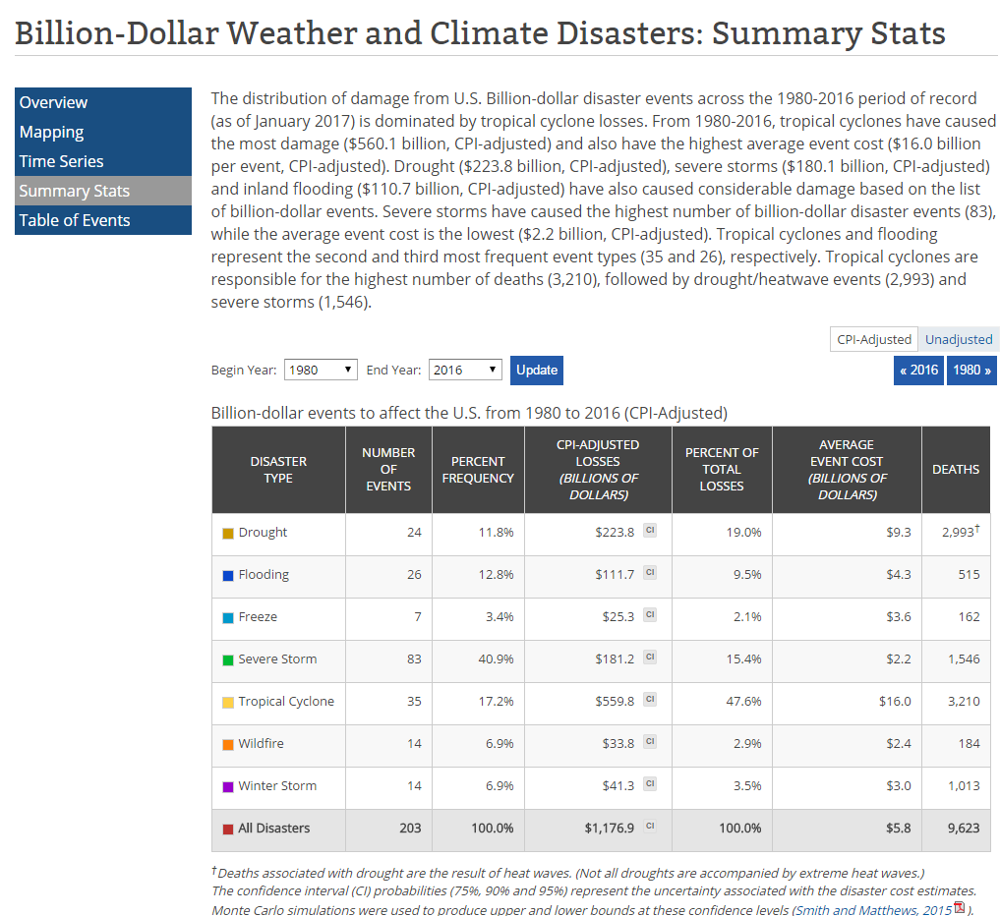 Billion-Dollar Weather and Climate Disasters: Summary Stats
Overview
Mapping
Time Series
Summary Stats
Table of Events
The distribution of damage from U.S. Billion-dollar disaster events across the 1980-2016 period of record
(as of January 2017) is dominated by tropical cyclone losses. From 1980-2016, tropical cyclones have caused
the most damage ($560.1 billion, CPI-adjusted) and also have the highest average event cost ($16.0 billion
per event, CPI-adjusted). Drought ($223.8 billion, CPI-adjusted), severe storms ($180.1 billion, CPI-adjusted)
and inland flooding ($110.7 billion, CPI-adjusted) have also caused considerable damage based on the list
of billion-dollar events. Severe storms have caused the highest number of billion-dollar disaster events (83),
while the average event cost is the lowest ($2.2 billion, CPI-adjusted). Tropical cyclones and flooding
represent the second and third most frequent event types (35 and 26), respectively. Tropical cyclones are
responsible for the highest number of deaths (3,210), followed by drought/heatwave events (2,993) and
severe storms (1,546).
CPI-Adjusted Unadjusted
Begin Year: 1980 End Year: 2016 Update « 2016 1980 »
Billion-dollar events to affect the U.S. from 1980 to 2016 (CPI-Adjusted)
DISASTER
TYPE
NUMBER
OF
EVENTS
PERCENT
FREQUENCY
CPI-ADJUSTED
LOSSES
(BILLIONS OF
DOLLARS)
PERCENT OF
TOTAL
LOSSES
AVERAGE
EVENT COST
(BILLIONS OF
DOLLARS)
DEATHS
Drought 24 11.8% $223.8 CI 19.0% $9.3 2,993†
Flooding 26 12.8% $111.7 CI 9.5% $4.3 515
Freeze 7 3.4% $25.3 CI 2.1% $3.6 162
Severe Storm 83 40.9% $181.2 CI 15.4% $2.2 1,546
Tropical Cyclone 35 17.2% $559.8 CI 47.6% $16.0 3,210
Wildfire 14 6.9% $33.8 CI 2.9% $2.4 184
Winter Storm 14 6.9% $41.3 CI 3.5% $3.0 1,013
All Disasters 203 100.0% $1,176.9 CI 100.0% $5.8 9,623
†Deaths associated with drought are the result of heat waves. (Not all droughts are accompanied by extreme heat waves.)
The confidence interval (CI) probabilities (75%, 90% and 95%) represent the uncertainty associated with the disaster cost estimates.
Monte Carlo simulations were used to produce upper and lower bounds at these confidence levels (Smith and Matthews, 2015 ).